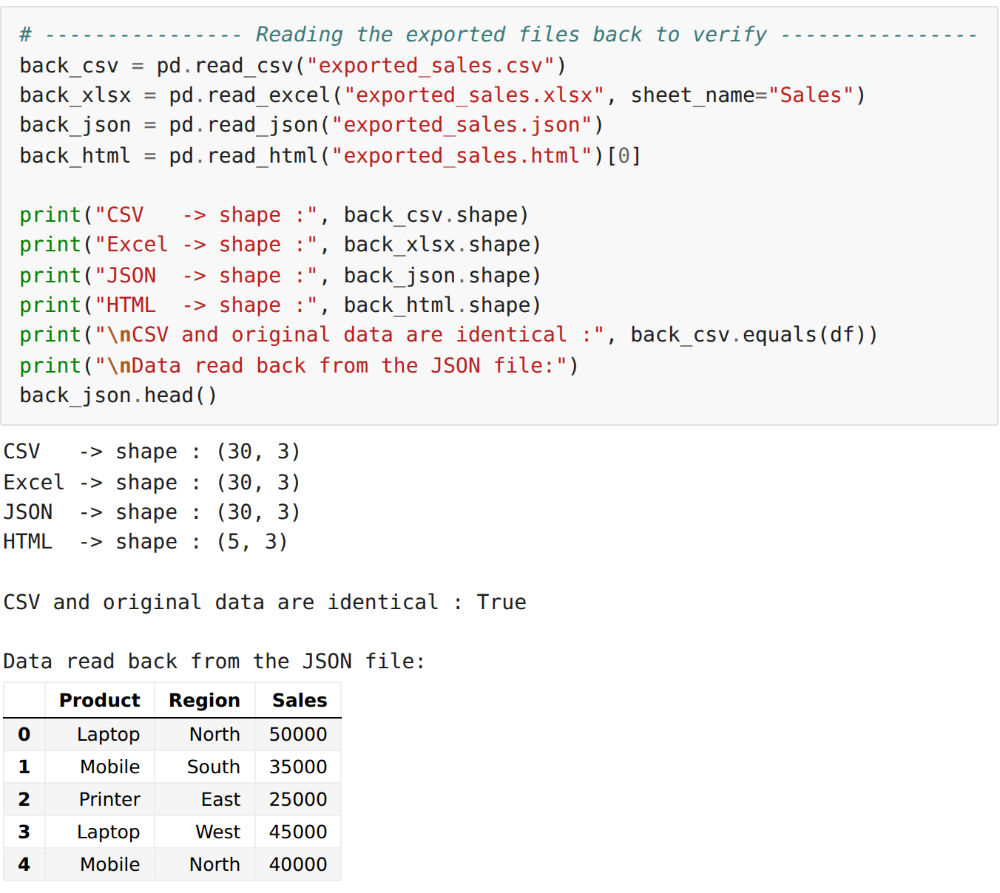 # ---------------- Reading the exported files back to verify ----------------
back_csv = pd.read_csv("exported_sales.csv")
back_xlsx = pd.read_excel("exported_sales.xlsx", sheet_name="Sales")
back_json = pd.read_json("exported_sales.json")
back_html = pd.read_html("exported_sales.html")[0]

print("CSV   -> shape :", back_csv.shape)
print("Excel -> shape :", back_xlsx.shape)
print("JSON  -> shape :", back_json.shape)
print("HTML  -> shape :", back_html.shape)
print("\nCSV and original data are identical :", back_csv.equals(df))
print("\nData read back from the JSON file:")
back_json.head()
CSV   -> shape : (30, 3)
Excel -> shape : (30, 3)
JSON  -> shape : (30, 3)
HTML  -> shape : (5, 3)

CSV and original data are identical : True

Data read back from the JSON file:
Product Region Sales
0 Laptop North 50000
1 Mobile South 35000
2 Printer East 25000
3 Laptop West 45000
4 Mobile North 40000